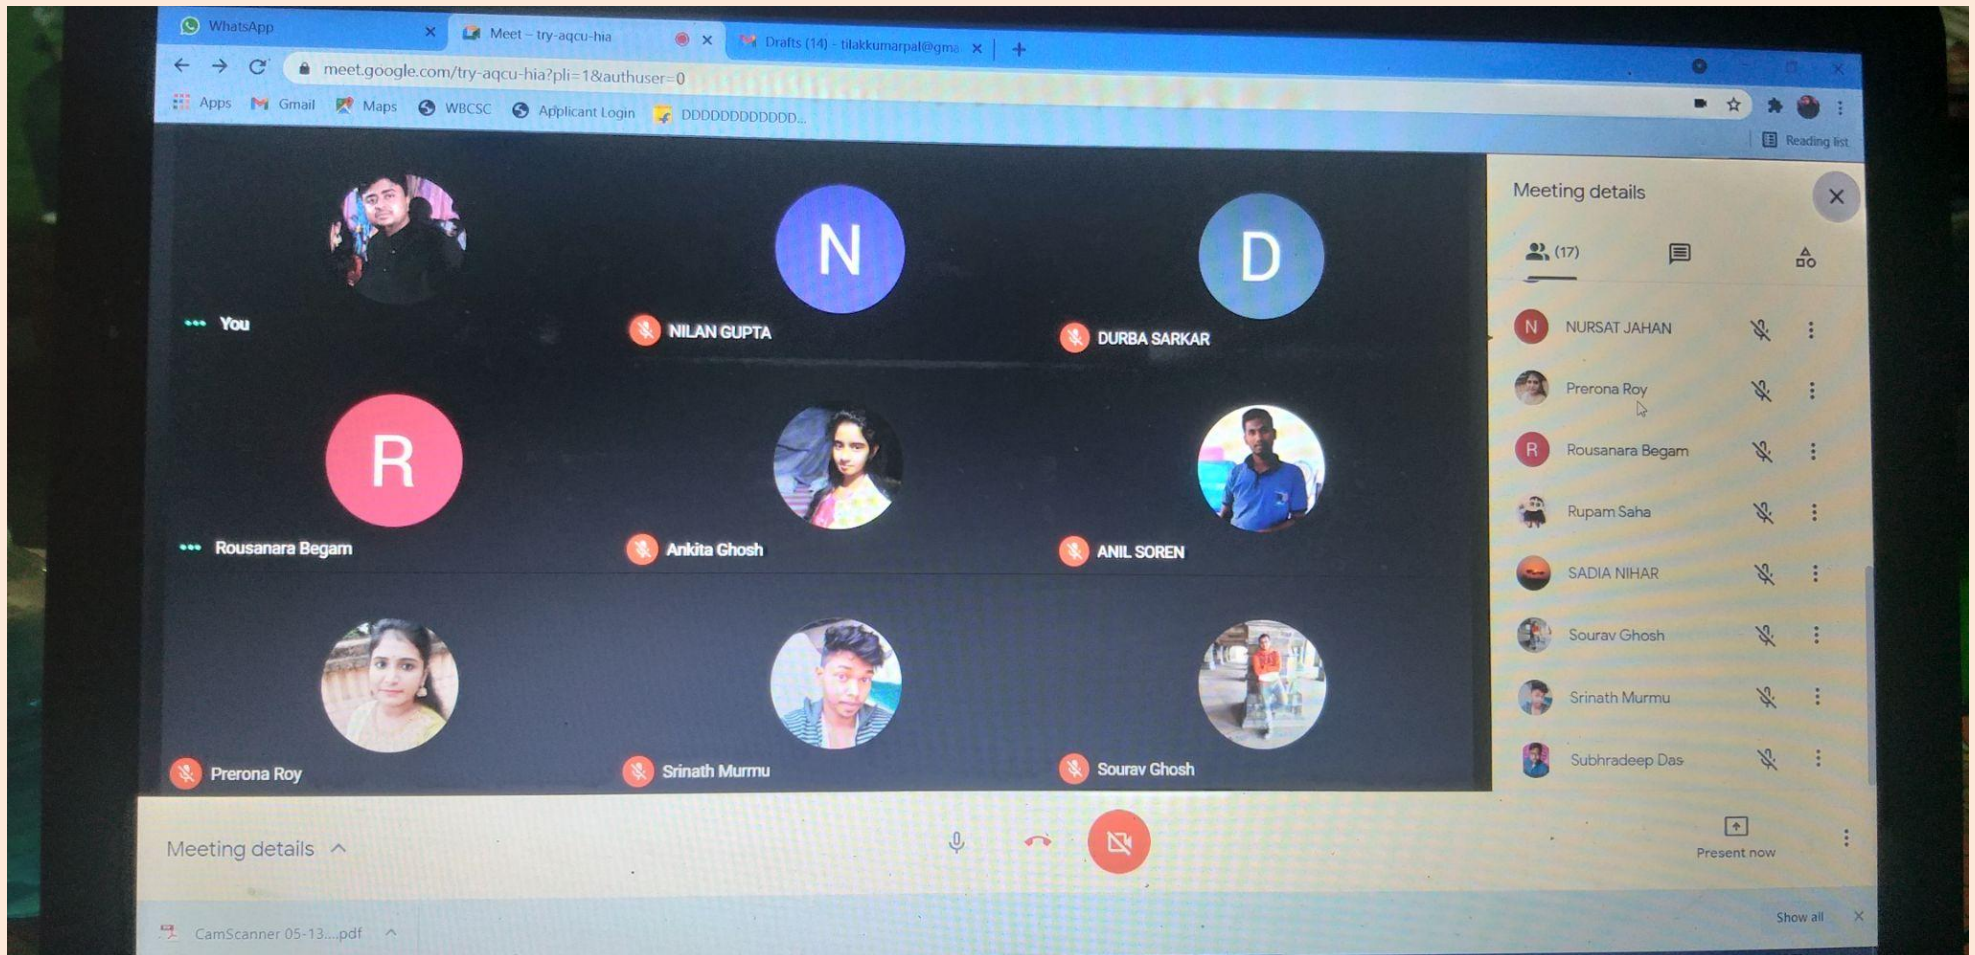 WhatsApp
Meet – try-aqcu-hia
Drafts (14) - tilakkumarpal@gma
meet.google.com/try-aqcu-hia?pli=1&authuser=0
Apps Gmail Maps WBCSC Applicant Login DDDDDDDDDDDD...
Reading list
Meeting details
(17)
N
D
You
NILAN GUPTA
DURBA SARKAR
R
Rousanara Begam
Ankita Ghosh
ANIL SOREN
Prerona Roy
Srinath Murmu
Sourav Ghosh
N NURSAT JAHAN
Prerona Roy
R Rousanara Begam
Rupam Saha
SADIA NIHAR
Sourav Ghosh
Srinath Murmu
Subhradeep Das
Meeting details
Present now
CamScanner 05-13....pdf
Show all